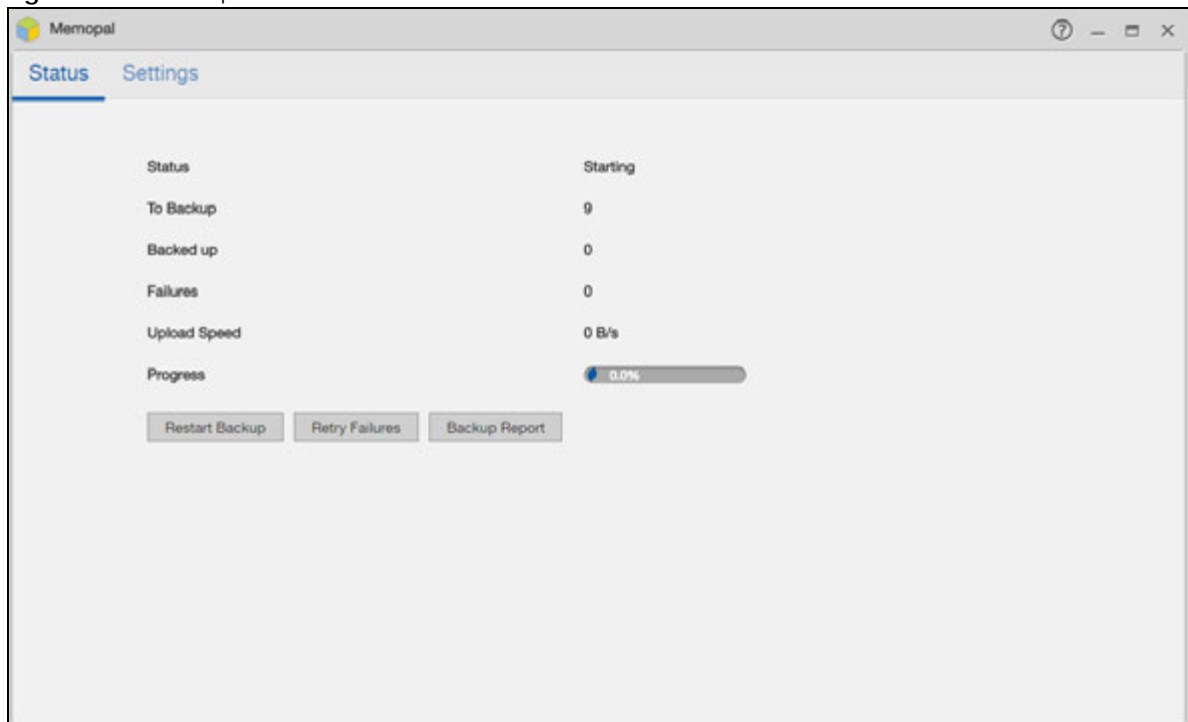 Memopal
Status Settings
Status Starting
To Backup 9
Backed up 0
Failures 0
Upload Speed 0 B/s
Progress 0.0%
Restart Backup Retry Failures Backup Report